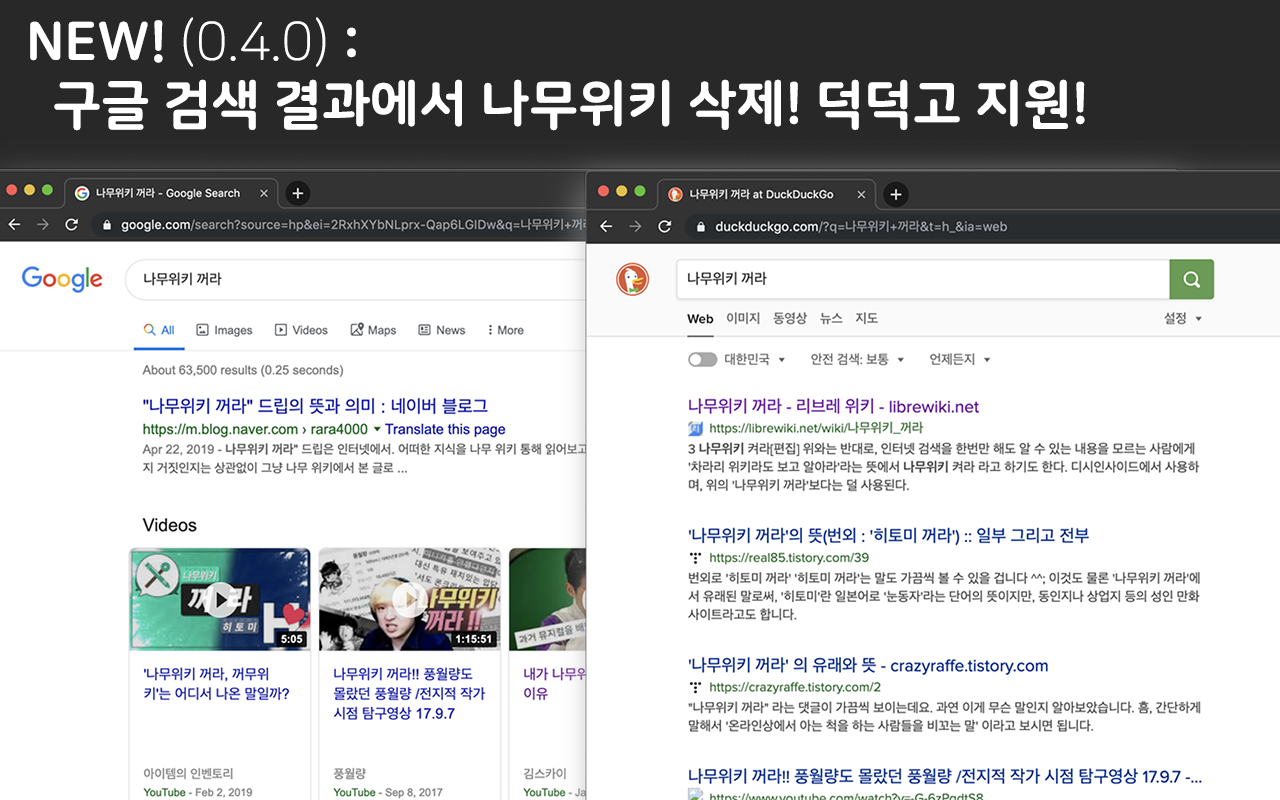 NEW! (0.4.0) :
구글 검색 결과에서 나무위키 삭제! 덕덕고 지원!
나무위키 꺼라 - Google Search
google.com/search?source=hp&ei=2RxhXYbNLprx-Qap6LGIDw&q=나무위키+꺼라
Google
나무위키 꺼라
All Images Videos Maps News More
About 63,500 results (0.25 seconds)
"나무위키 꺼라" 드립의 뜻과 의미 : 네이버 블로그
https://m.blog.naver.com › rara4000 Translate this page
Apr 22, 2019 - 나무위키 꺼라" 드립은 인터넷에서. 어떠한 지식을 나무 위키 통해 읽어보고
지 거짓인지는 상관없이 그냥 나무 위키에서 본 글로 ...
Videos
나무위키
꺼라
히토미
5:05
나무위키
꺼라 !!
1:15:51
과거 뮤지컬을
'나무위키 꺼라, 꺼무위
키'는 어디서 나온 말일까?
아이템의 인벤토리
YouTube - Feb 2, 2019
나무위키 꺼라!! 풍월량도
몰랐던 풍월량 /전지적 작가
시점 탐구영상 17.9.7
풍월량
YouTube - Sep 8, 2017
내가 나무위
이유
김스카이
YouTube - Ja
나무위키 꺼라 at DuckDuckGo
duckduckgo.com/?q=나무위키+꺼라&t=h_&ia=web
나무위키 꺼라
Web 이미지 동영상 뉴스 지도 설정
대한민국 안전 검색: 보통 언제든지
나무위키 꺼라 - 리브레 위키 - librewiki.net
https://librewiki.net/wiki/나무위키_꺼라
3 나무위키 켜라[편집] 위와는 반대로, 인터넷 검색을 한번만 해도 알 수 있는 내용을 모르는 사람에게
'차라리 위키라도 보고 알아라'라는 뜻에서 나무위키 켜라 라고 하기도 한다. 디시인사이드에서 사용하
며, 위의 '나무위키 꺼라'보다는 덜 사용된다.
'나무위키 꺼라'의 뜻(번외 : '히토미 꺼라') :: 일부 그리고 전부
https://real85.tistory.com/39
번외로 '히토미 꺼라' '히토미 꺼라'는 말도 가끔씩 볼 수 있을 겁니다 ^^; 이것도 물론 '나무위키 꺼라'에
서 유래된 말로써, '히토미'란 일본어로 '눈동자'라는 단어의 뜻이지만, 동인지나 상업지 등의 성인 만화
사이트라고도 합니다.
'나무위키 꺼라' 의 유래와 뜻 - crazyraffe.tistory.com
https://crazyraffe.tistory.com/2
"나무위키 꺼라" 라는 댓글이 가끔씩 보이는데요. 과연 이게 무슨 말인지 알아보았습니다. 흠, 간단하게
말해서 '온라인상에서 아는 척을 하는 사람들을 비꼬는 말' 이라고 보시면 됩니다.
나무위키 꺼라!! 풍월량도 몰랐던 풍월량 /전지적 작가 시점 탐구영상 17.9.7 -...
https://www.youtube.com/watch?v=-G-6zPqdtS8